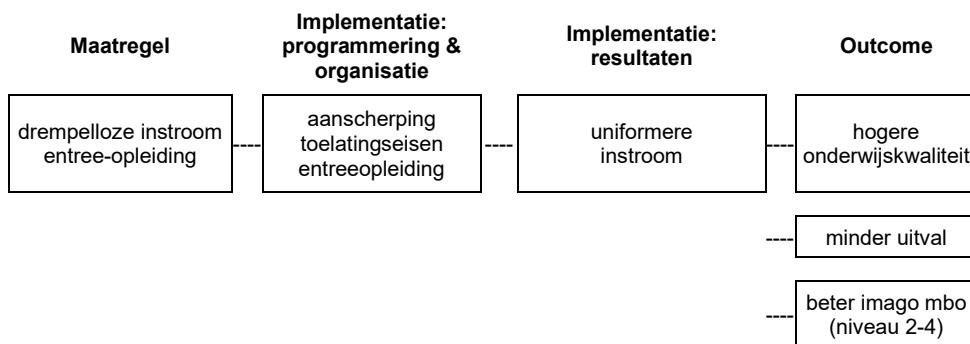 Maatregel
Implementatie:
programmering &
organisatie
Implementatie:
resultaten
Outcome
drempelloze instroom
entree-opleiding
aanscherping
toelatingseisen
entreeopleiding
uniformere
instroom
hogere
onderwijskwaliteit
minder uitval
beter imago mbo
(niveau 2-4)